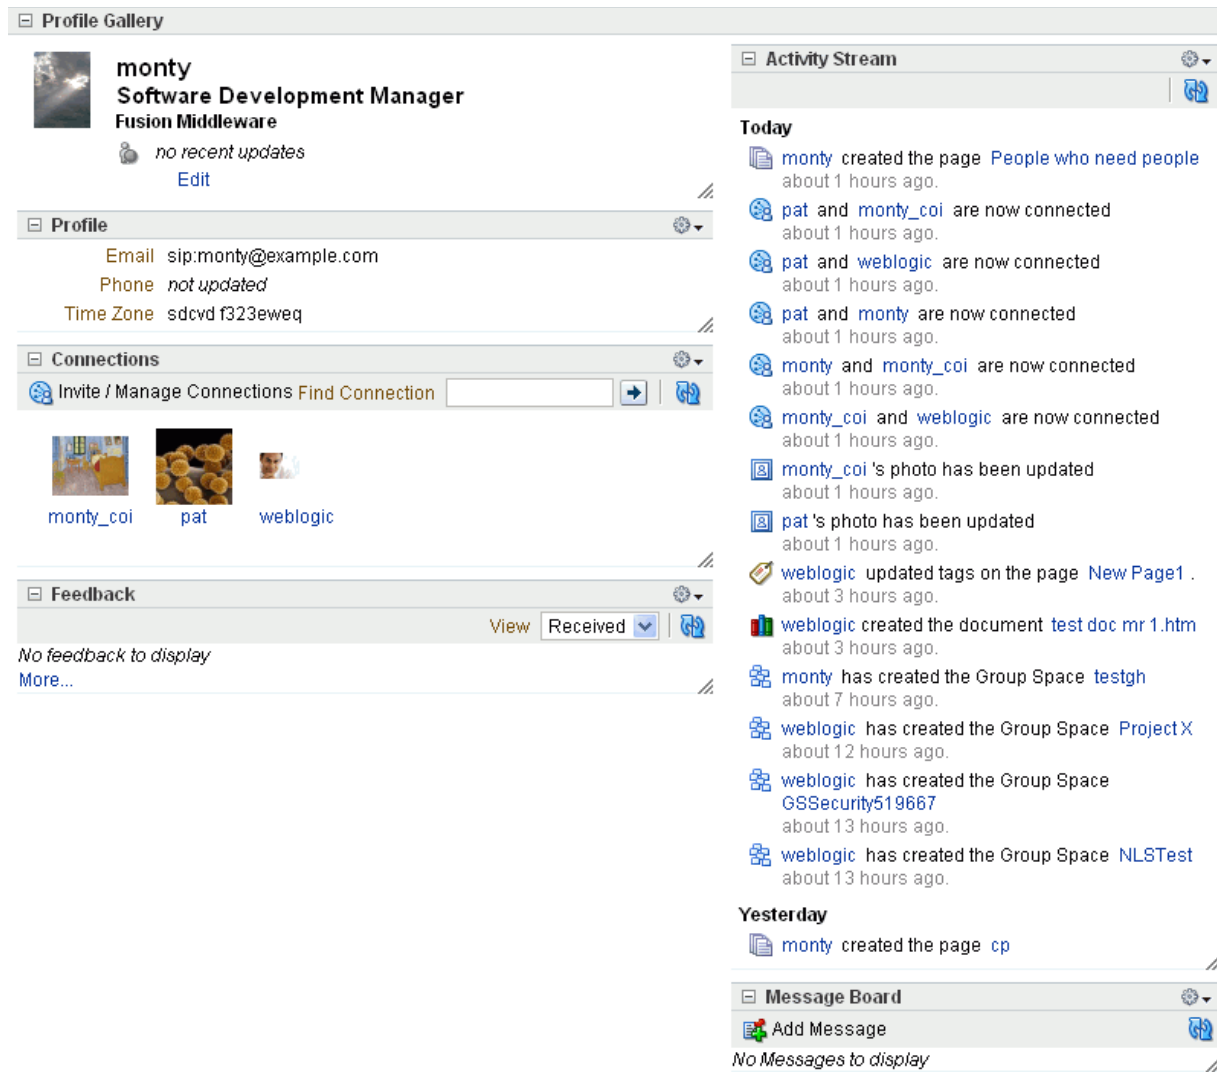 Profile Gallery
monty
Software Development Manager
Fusion Middleware
no recent updates
Edit
Profile
Email sip:monty@example.com
Phone not updated
Time Zone sdcvd f323eweq
Connections
Invite / Manage Connections Find Connection
monty_coi pat weblogic
Feedback
View Received
No feedback to display
More...
Activity Stream
Today
monty created the page People who need people
about 1 hours ago.
pat and monty_coi are now connected
about 1 hours ago.
pat and weblogic are now connected
about 1 hours ago.
pat and monty are now connected
about 1 hours ago.
monty and monty_coi are now connected
about 1 hours ago.
monty_coi and weblogic are now connected
about 1 hours ago.
monty_coi 's photo has been updated
about 1 hours ago.
pat 's photo has been updated
about 1 hours ago.
weblogic updated tags on the page New Page1 .
about 3 hours ago.
weblogic created the document test doc mr 1.htm
about 3 hours ago.
monty has created the Group Space testgh
about 7 hours ago.
weblogic has created the Group Space Project X
about 12 hours ago.
weblogic has created the Group Space
GSSecurity519667
about 13 hours ago.
weblogic has created the Group Space NLSTest
about 13 hours ago.
Yesterday
monty created the page cp
Message Board
Add Message
No Messages to display